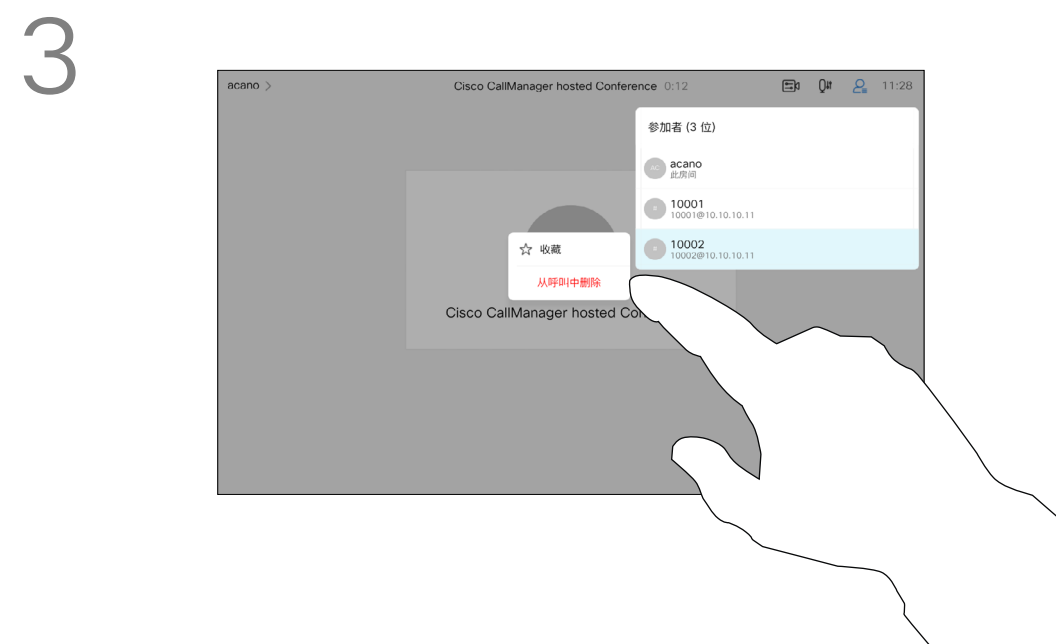 3
acano >
Cisco CallManager hosted Conference 0:12
11:28
参加者 (3 位)
AC
acano
此房间
10001
10001@10.10.10.11
10002
10002@10.10.10.11
收藏
从呼叫中删除
Cisco CallManager hosted